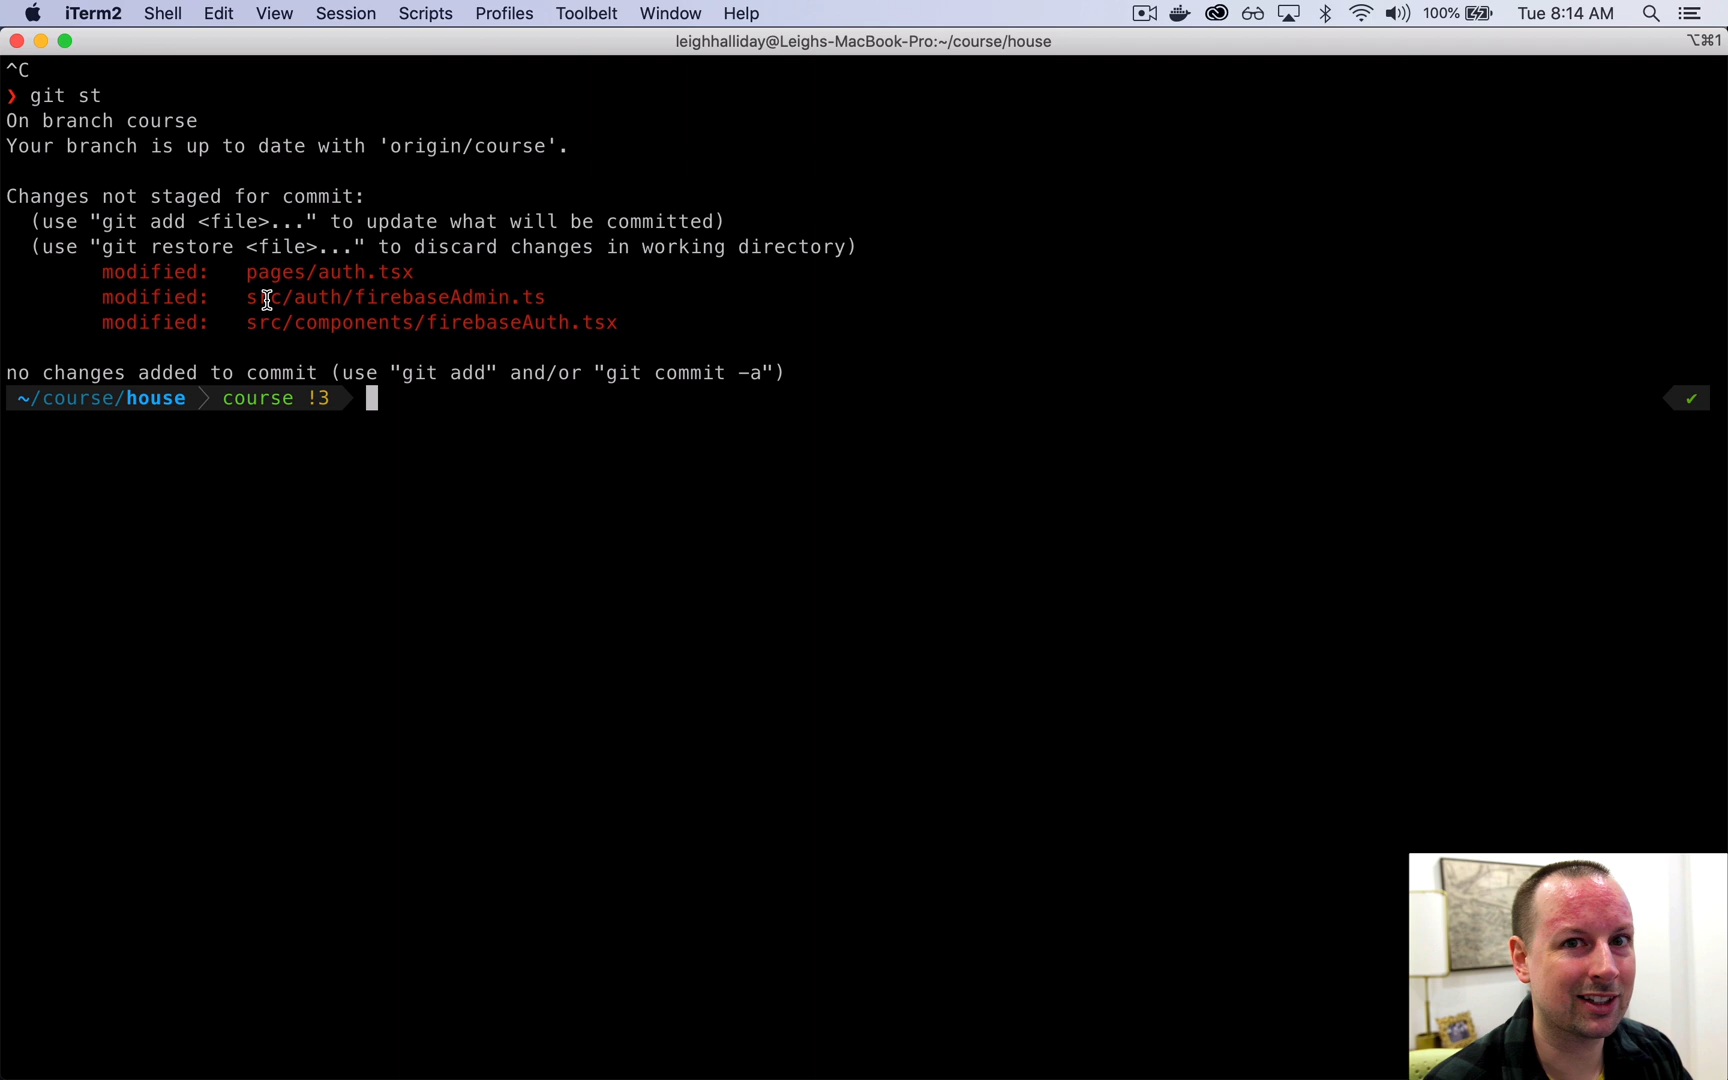 iTerm2 Shell Edit View Session Scripts Profiles Toolbelt Window Help 100% Tue 8:14 AM
leighhalliday@Leighs-MacBook-Pro:~/course/house ⌥⌘1
^C
❯ git st
On branch course
Your branch is up to date with 'origin/course'.
Changes not staged for commit:
(use "git add <file>..." to update what will be committed)
(use "git restore <file>..." to discard changes in working directory)
modified: pages/auth.tsx
modified: src/auth/firebaseAdmin.ts
modified: src/components/firebaseAuth.tsx
no changes added to commit (use "git add" and/or "git commit -a")
~/course/house course !3 ✔